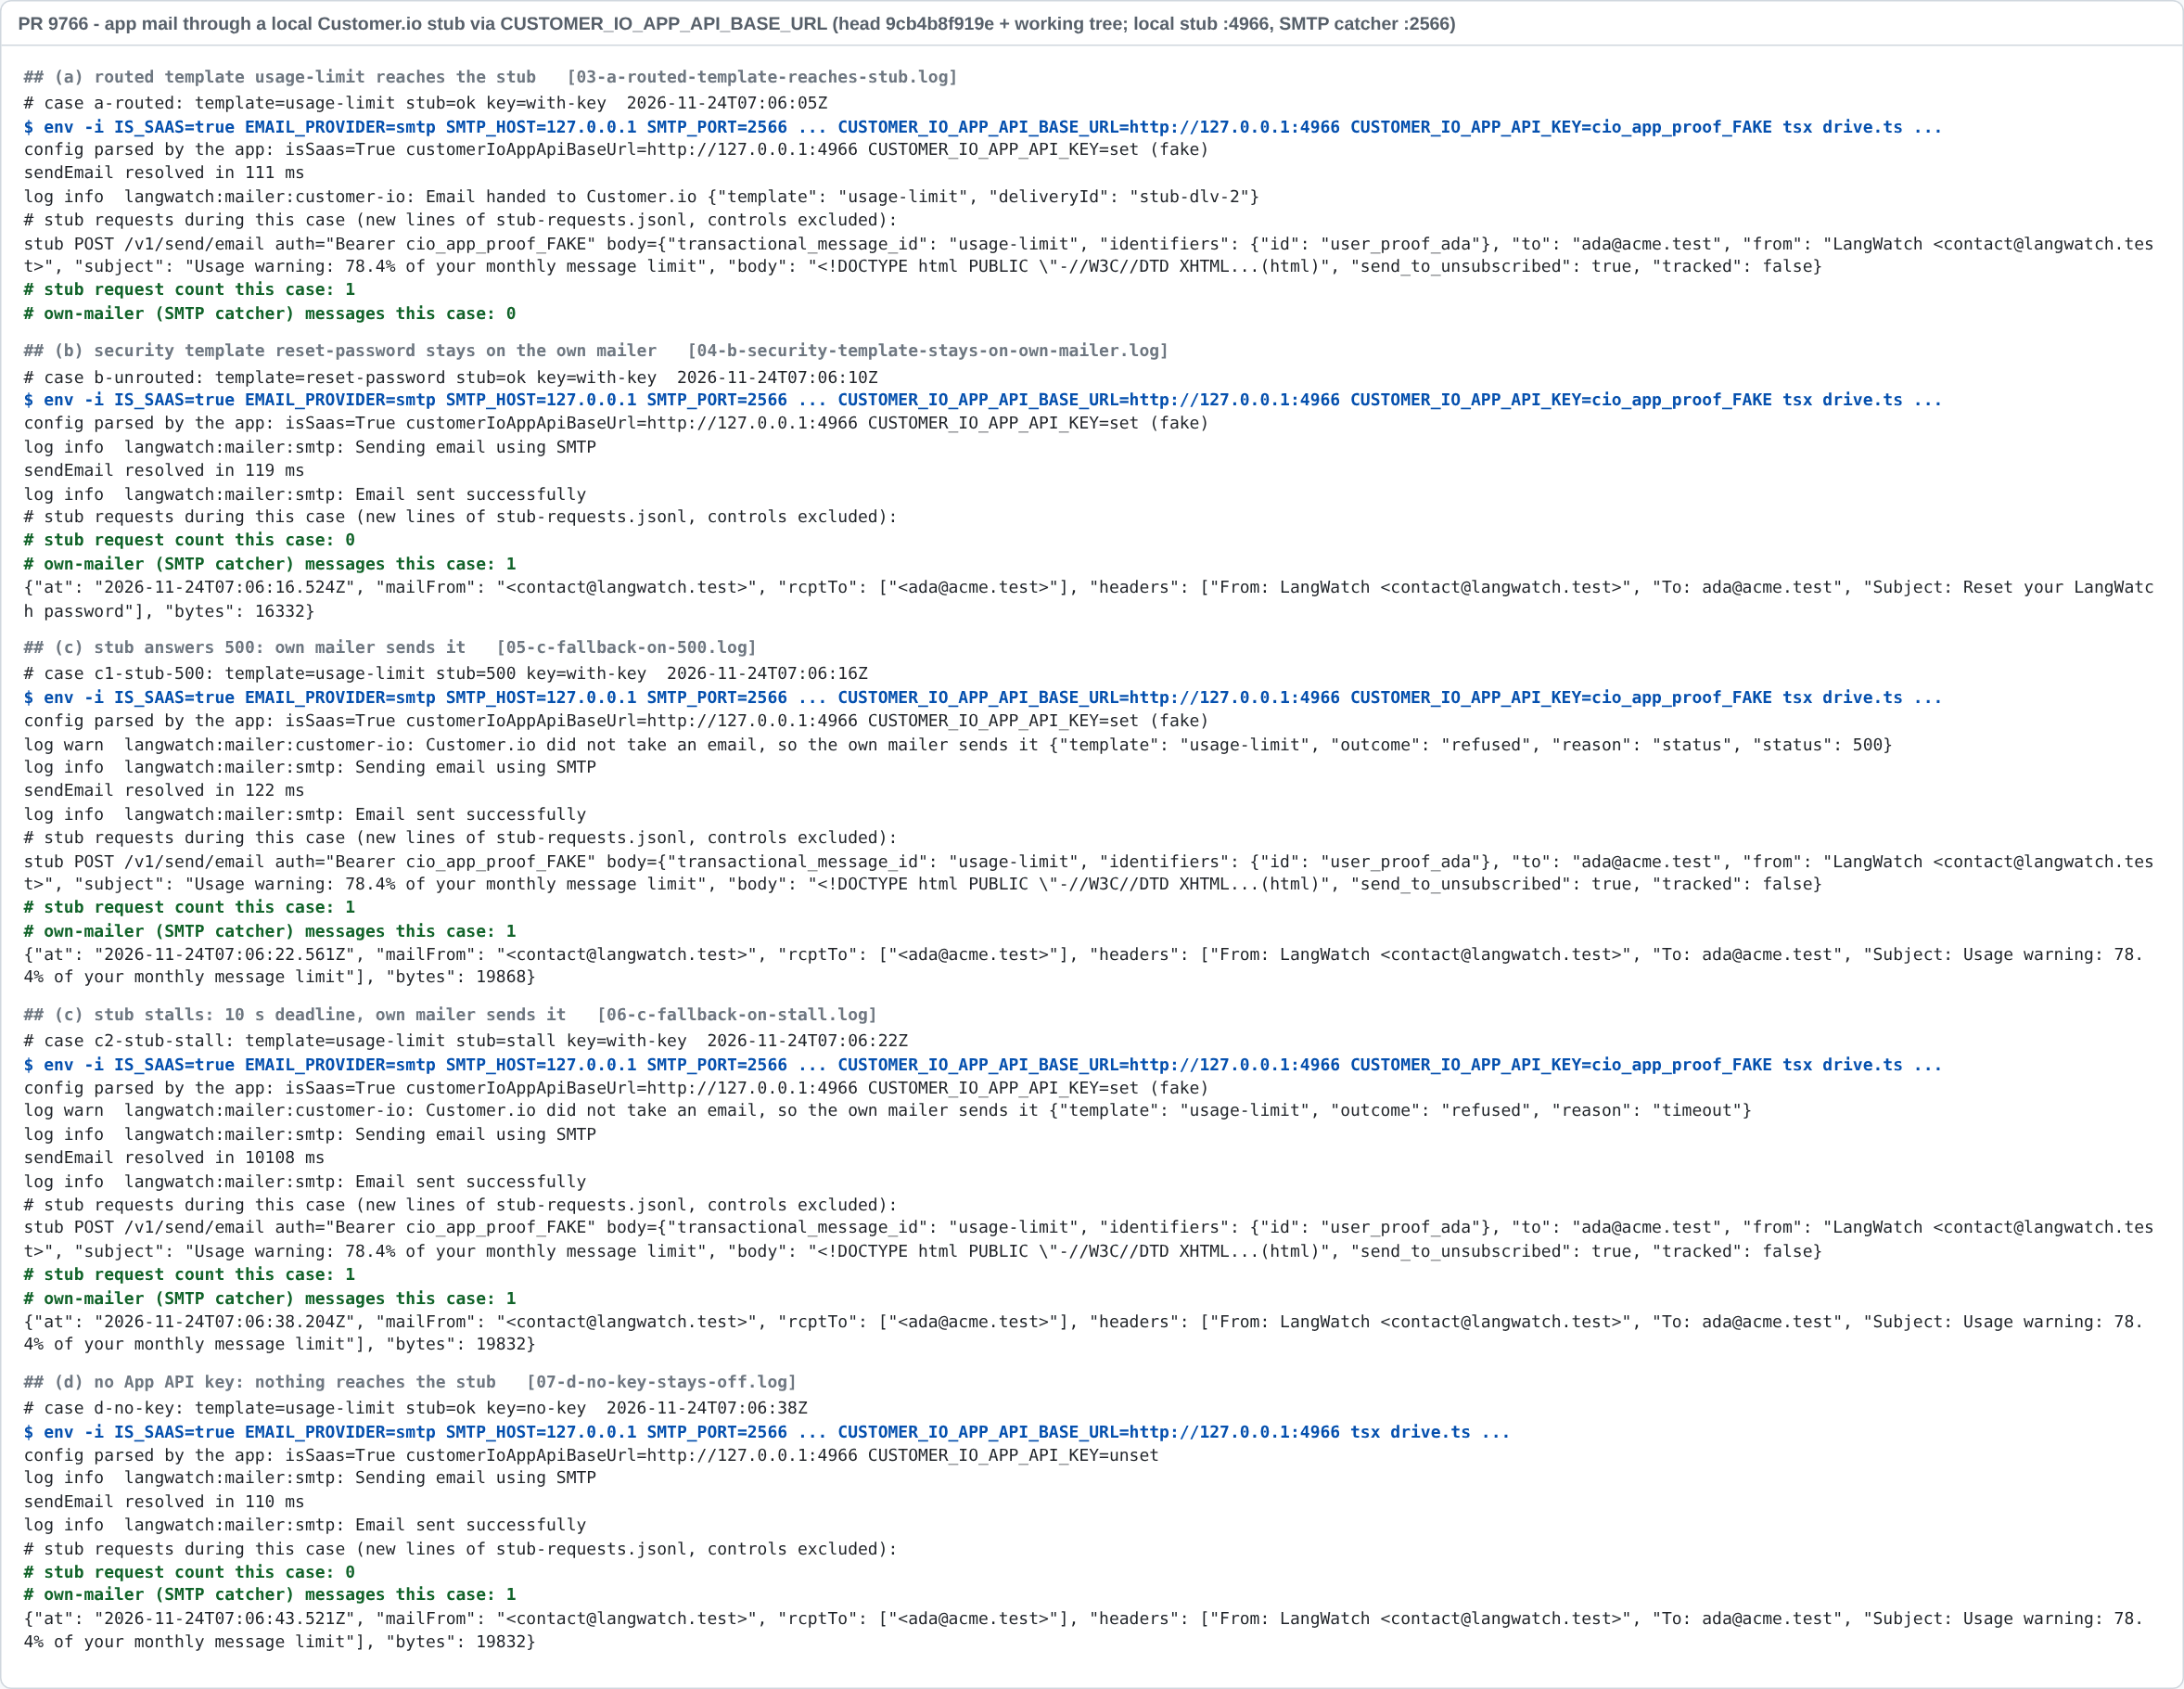 PR 9766 - app mail through a local Customer.io stub via CUSTOMER_IO_APP_API_BASE_URL (head 9cb4b8f919e + working tree; local stub :4966, SMTP catcher :2566)
## (a) routed template usage-limit reaches the stub   [03-a-routed-template-reaches-stub.log]
# case a-routed: template=usage-limit stub=ok key=with-key  2026-11-24T07:06:05Z
$ env -i IS_SAAS=true EMAIL_PROVIDER=smtp SMTP_HOST=127.0.0.1 SMTP_PORT=2566 ... CUSTOMER_IO_APP_API_BASE_URL=http://127.0.0.1:4966 CUSTOMER_IO_APP_API_KEY=cio_app_proof_FAKE tsx drive.ts ...
config parsed by the app: isSaas=True customerIoAppApiBaseUrl=http://127.0.0.1:4966 CUSTOMER_IO_APP_API_KEY=set (fake)
sendEmail resolved in 111 ms
log info  langwatch:mailer:customer-io: Email handed to Customer.io {"template": "usage-limit", "deliveryId": "stub-dlv-2"}
# stub requests during this case (new lines of stub-requests.jsonl, controls excluded):
stub POST /v1/send/email auth="Bearer cio_app_proof_FAKE" body={"transactional_message_id": "usage-limit", "identifiers": {"id": "user_proof_ada"}, "to": "ada@acme.test", "from": "LangWatch <contact@langwatch.tes
t>", "subject": "Usage warning: 78.4% of your monthly message limit", "body": "<!DOCTYPE html PUBLIC \"-//W3C//DTD XHTML...(html)", "send_to_unsubscribed": true, "tracked": false}
# stub request count this case: 1
# own-mailer (SMTP catcher) messages this case: 0
## (b) security template reset-password stays on the own mailer   [04-b-security-template-stays-on-own-mailer.log]
# case b-unrouted: template=reset-password stub=ok key=with-key  2026-11-24T07:06:10Z
$ env -i IS_SAAS=true EMAIL_PROVIDER=smtp SMTP_HOST=127.0.0.1 SMTP_PORT=2566 ... CUSTOMER_IO_APP_API_BASE_URL=http://127.0.0.1:4966 CUSTOMER_IO_APP_API_KEY=cio_app_proof_FAKE tsx drive.ts ...
config parsed by the app: isSaas=True customerIoAppApiBaseUrl=http://127.0.0.1:4966 CUSTOMER_IO_APP_API_KEY=set (fake)
log info  langwatch:mailer:smtp: Sending email using SMTP
sendEmail resolved in 119 ms
log info  langwatch:mailer:smtp: Email sent successfully
# stub requests during this case (new lines of stub-requests.jsonl, controls excluded):
# stub request count this case: 0
# own-mailer (SMTP catcher) messages this case: 1
{"at": "2026-11-24T07:06:16.524Z", "mailFrom": "<contact@langwatch.test>", "rcptTo": ["<ada@acme.test>"], "headers": ["From: LangWatch <contact@langwatch.test>", "To: ada@acme.test", "Subject: Reset your LangWatc
h password"], "bytes": 16332}
## (c) stub answers 500: own mailer sends it   [05-c-fallback-on-500.log]
# case c1-stub-500: template=usage-limit stub=500 key=with-key  2026-11-24T07:06:16Z
$ env -i IS_SAAS=true EMAIL_PROVIDER=smtp SMTP_HOST=127.0.0.1 SMTP_PORT=2566 ... CUSTOMER_IO_APP_API_BASE_URL=http://127.0.0.1:4966 CUSTOMER_IO_APP_API_KEY=cio_app_proof_FAKE tsx drive.ts ...
config parsed by the app: isSaas=True customerIoAppApiBaseUrl=http://127.0.0.1:4966 CUSTOMER_IO_APP_API_KEY=set (fake)
log warn  langwatch:mailer:customer-io: Customer.io did not take an email, so the own mailer sends it {"template": "usage-limit", "outcome": "refused", "reason": "status", "status": 500}
log info  langwatch:mailer:smtp: Sending email using SMTP
sendEmail resolved in 122 ms
log info  langwatch:mailer:smtp: Email sent successfully
# stub requests during this case (new lines of stub-requests.jsonl, controls excluded):
stub POST /v1/send/email auth="Bearer cio_app_proof_FAKE" body={"transactional_message_id": "usage-limit", "identifiers": {"id": "user_proof_ada"}, "to": "ada@acme.test", "from": "LangWatch <contact@langwatch.tes
t>", "subject": "Usage warning: 78.4% of your monthly message limit", "body": "<!DOCTYPE html PUBLIC \"-//W3C//DTD XHTML...(html)", "send_to_unsubscribed": true, "tracked": false}
# stub request count this case: 1
# own-mailer (SMTP catcher) messages this case: 1
{"at": "2026-11-24T07:06:22.561Z", "mailFrom": "<contact@langwatch.test>", "rcptTo": ["<ada@acme.test>"], "headers": ["From: LangWatch <contact@langwatch.test>", "To: ada@acme.test", "Subject: Usage warning: 78.
4% of your monthly message limit"], "bytes": 19868}
## (c) stub stalls: 10 s deadline, own mailer sends it   [06-c-fallback-on-stall.log]
# case c2-stub-stall: template=usage-limit stub=stall key=with-key  2026-11-24T07:06:22Z
$ env -i IS_SAAS=true EMAIL_PROVIDER=smtp SMTP_HOST=127.0.0.1 SMTP_PORT=2566 ... CUSTOMER_IO_APP_API_BASE_URL=http://127.0.0.1:4966 CUSTOMER_IO_APP_API_KEY=cio_app_proof_FAKE tsx drive.ts ...
config parsed by the app: isSaas=True customerIoAppApiBaseUrl=http://127.0.0.1:4966 CUSTOMER_IO_APP_API_KEY=set (fake)
log warn  langwatch:mailer:customer-io: Customer.io did not take an email, so the own mailer sends it {"template": "usage-limit", "outcome": "refused", "reason": "timeout"}
log info  langwatch:mailer:smtp: Sending email using SMTP
sendEmail resolved in 10108 ms
log info  langwatch:mailer:smtp: Email sent successfully
# stub requests during this case (new lines of stub-requests.jsonl, controls excluded):
stub POST /v1/send/email auth="Bearer cio_app_proof_FAKE" body={"transactional_message_id": "usage-limit", "identifiers": {"id": "user_proof_ada"}, "to": "ada@acme.test", "from": "LangWatch <contact@langwatch.tes
t>", "subject": "Usage warning: 78.4% of your monthly message limit", "body": "<!DOCTYPE html PUBLIC \"-//W3C//DTD XHTML...(html)", "send_to_unsubscribed": true, "tracked": false}
# stub request count this case: 1
# own-mailer (SMTP catcher) messages this case: 1
{"at": "2026-11-24T07:06:38.204Z", "mailFrom": "<contact@langwatch.test>", "rcptTo": ["<ada@acme.test>"], "headers": ["From: LangWatch <contact@langwatch.test>", "To: ada@acme.test", "Subject: Usage warning: 78.
4% of your monthly message limit"], "bytes": 19832}
## (d) no App API key: nothing reaches the stub   [07-d-no-key-stays-off.log]
# case d-no-key: template=usage-limit stub=ok key=no-key  2026-11-24T07:06:38Z
$ env -i IS_SAAS=true EMAIL_PROVIDER=smtp SMTP_HOST=127.0.0.1 SMTP_PORT=2566 ... CUSTOMER_IO_APP_API_BASE_URL=http://127.0.0.1:4966 tsx drive.ts ...
config parsed by the app: isSaas=True customerIoAppApiBaseUrl=http://127.0.0.1:4966 CUSTOMER_IO_APP_API_KEY=unset
log info  langwatch:mailer:smtp: Sending email using SMTP
sendEmail resolved in 110 ms
log info  langwatch:mailer:smtp: Email sent successfully
# stub requests during this case (new lines of stub-requests.jsonl, controls excluded):
# stub request count this case: 0
# own-mailer (SMTP catcher) messages this case: 1
{"at": "2026-11-24T07:06:43.521Z", "mailFrom": "<contact@langwatch.test>", "rcptTo": ["<ada@acme.test>"], "headers": ["From: LangWatch <contact@langwatch.test>", "To: ada@acme.test", "Subject: Usage warning: 78.
4% of your monthly message limit"], "bytes": 19832}